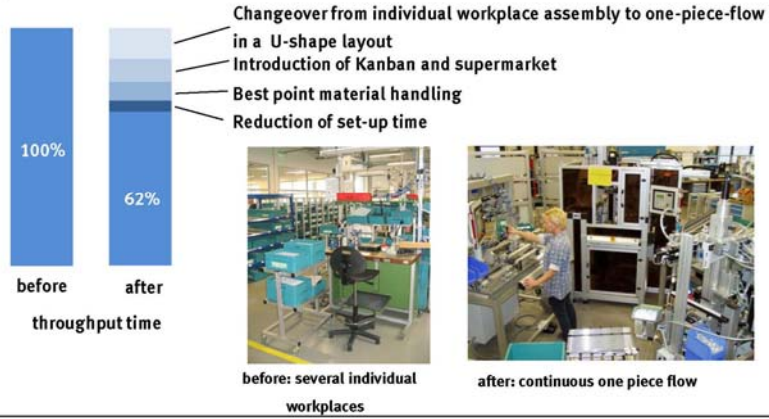 Changeover from individual workplace assembly to one-piece-flow
in a U-shape layout
Introduction of Kanban and supermarket
Best point material handling
Reduction of set-up time
100%
62%
before
after
throughput time
before: several individual
workplaces
after: continuous one piece flow